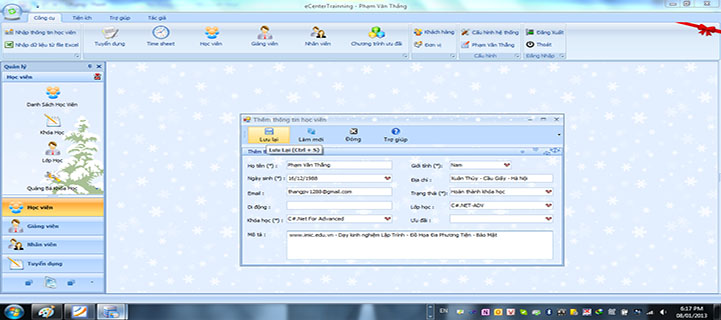 eCenterTrainning - Phạm Văn Thắng
Công cụ Tiện ích Trợ giúp Tác giả
Nhập thông tin học viên
Nhập dữ liệu từ file Excel
Tuyển dụng Time sheet Học viên Giảng viên Nhân viên Chương trình ưu đãi
Khách hàng
Đơn vị
Cấu hình hệ thống
Phạm Văn Thắng
Cấu hình
Đăng Xuất
Thoát
Đăng Nhập
Quản lý
Học viên
Danh Sách Học Viên
Khóa Học
Lớp Học
Quảng Bá Khóa Học
Học viên
Giảng viên
Nhân viên
Tuyển dụng
Thêm thông tin học viên
Lưu lại Làm mới Đóng Trợ giúp
Lưu Lại (Ctrl + S)
Họ tên (*) : Phạm Văn Thắng Giới tính (*) : Nam
Ngày sinh (*) : 16/12/1988 Địa chỉ : Xuân Thủy - Cầu Giấy - Hà Nội
Email : thangpv1288@gmail.com Trạng thái (*) : Hoàn thành khóa học
Di động : Lớp học : C#.NET-ADV
Khóa học (*) : C#.Net For Advanced Ưu đãi :
Mô tả : www.imic.edu.vn - Dạy kinh nghiệm Lập Trình - Đồ Họa Đa Phương Tiện - Bảo Mật
EN
6:17 PM
08/01/2013